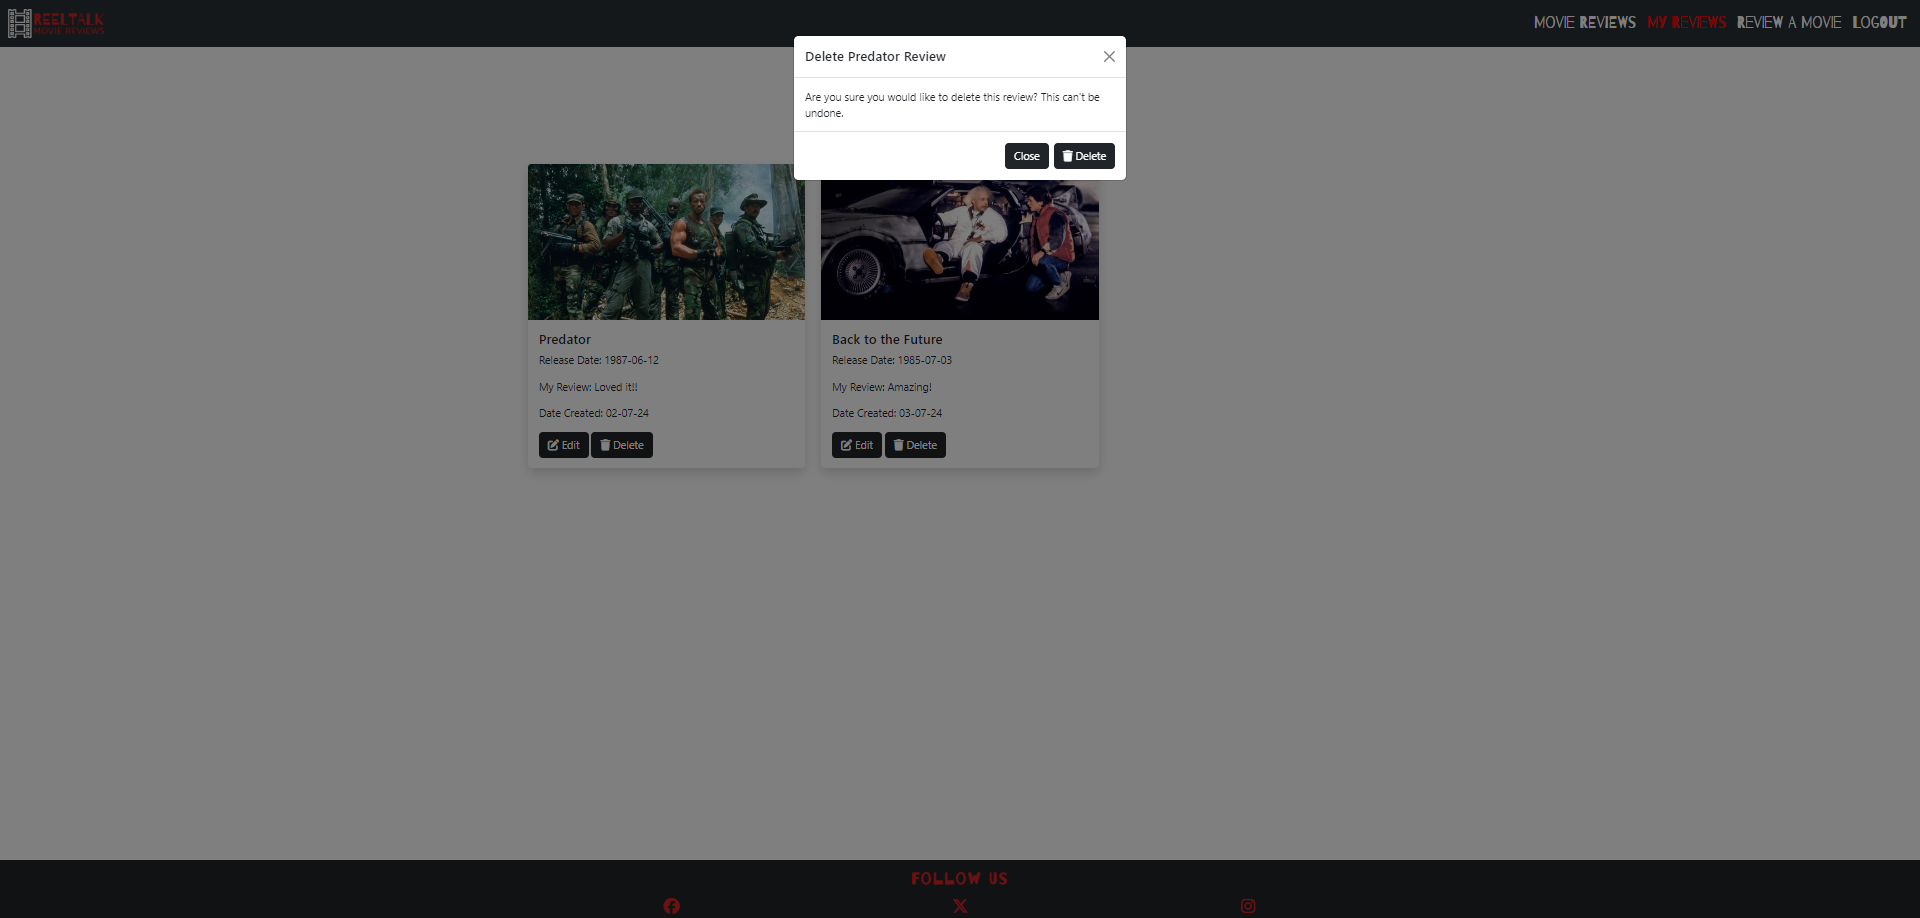 REELTALK
MOVIE REVIEWS
MOVIE REVIEWS MY REVIEWS REVIEW A MOVIE LOGOUT
Delete Predator Review
Are you sure you would like to delete this review? This can't be
undone.
Close Delete
Predator
Release Date: 1987-06-12
My Review: Loved it!!
Date Created: 02-07-24
Edit Delete
Back to the Future
Release Date: 1985-07-03
My Review: Amazing!
Date Created: 03-07-24
Edit Delete
FOLLOW US